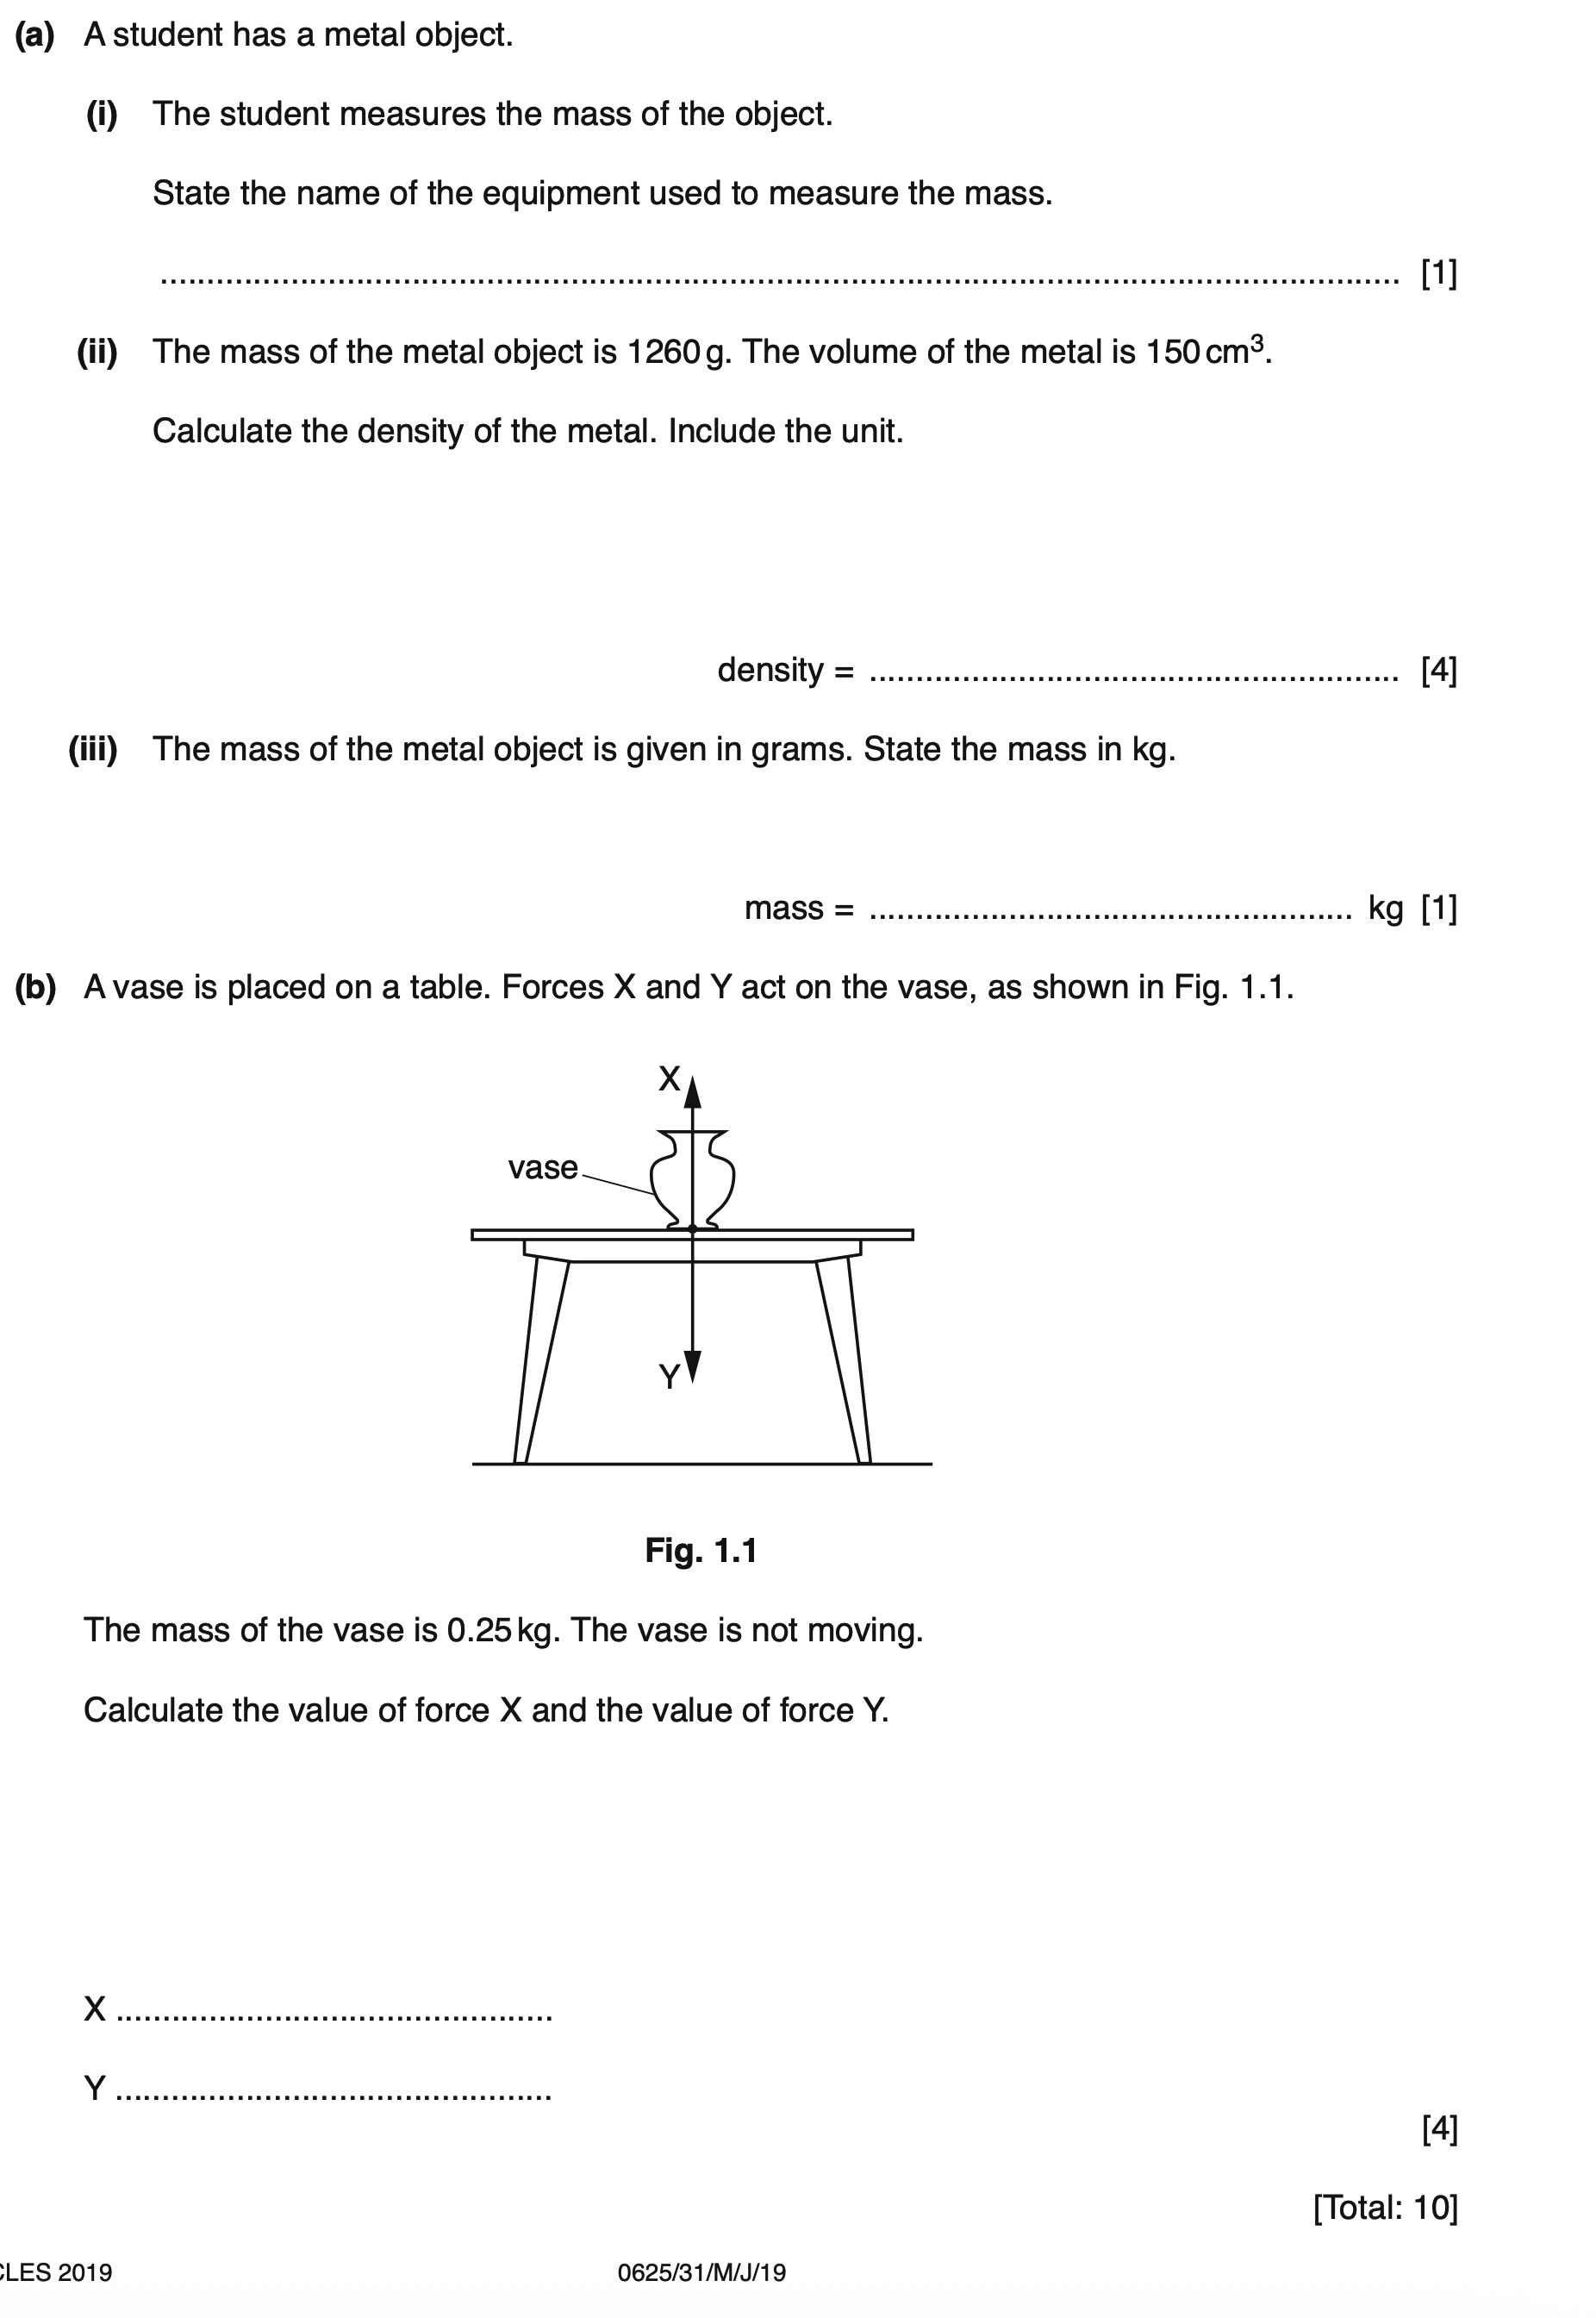 (a) A student has a metal object.
(i) The student measures the mass of the object.
State the name of the equipment used to measure the mass.
.................................................................................................................................... [1]
(ii) The mass of the metal object is 1260 g. The volume of the metal is 150 cm³.
Calculate the density of the metal. Include the unit.
density = ........................................................ [4]
(iii) The mass of the metal object is given in grams. State the mass in kg.
mass = ................................................... kg [1]
(b) A vase is placed on a table. Forces X and Y act on the vase, as shown in Fig. 1.1.
X
vase
Y
Fig. 1.1
The mass of the vase is 0.25 kg. The vase is not moving.
Calculate the value of force X and the value of force Y.
X ..............................................
Y ..............................................
[4]
[Total: 10]
CLES 2019 0625/31/M/J/19